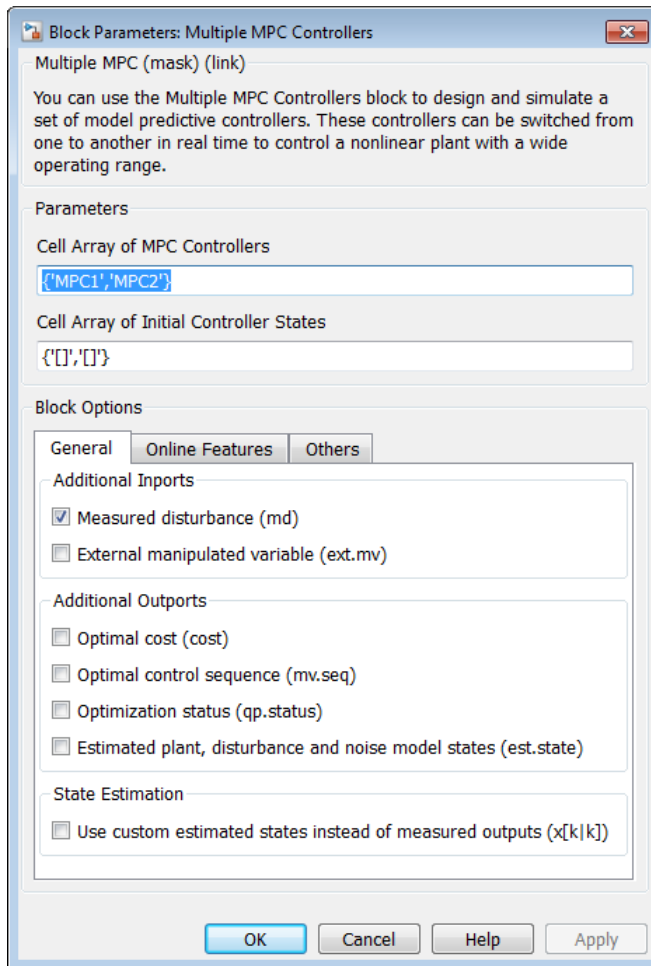 Block Parameters: Multiple MPC Controllers
Multiple MPC (mask) (link)
You can use the Multiple MPC Controllers block to design and simulate a
set of model predictive controllers. These controllers can be switched from
one to another in real time to control a nonlinear plant with a wide
operating range.
Parameters
Cell Array of MPC Controllers
{'MPC1','MPC2'}
Cell Array of Initial Controller States
{'[]','[]'}
Block Options
General Online Features Others
Additional Inports
Measured disturbance (md)
External manipulated variable (ext.mv)
Additional Outports
Optimal cost (cost)
Optimal control sequence (mv.seq)
Optimization status (qp.status)
Estimated plant, disturbance and noise model states (est.state)
State Estimation
Use custom estimated states instead of measured outputs (x[k|k])
OK Cancel Help Apply